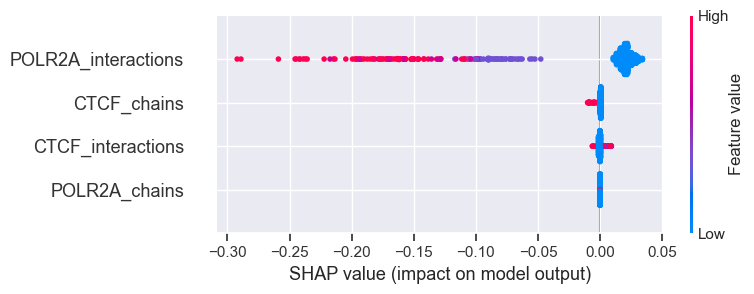 High
POLR2A_interactions
CTCF_chains
CTCF_interactions
POLR2A_chains
Feature value
Low
−0.30 −0.25 −0.20 −0.15 −0.10 −0.05 0.00 0.05
SHAP value (impact on model output)